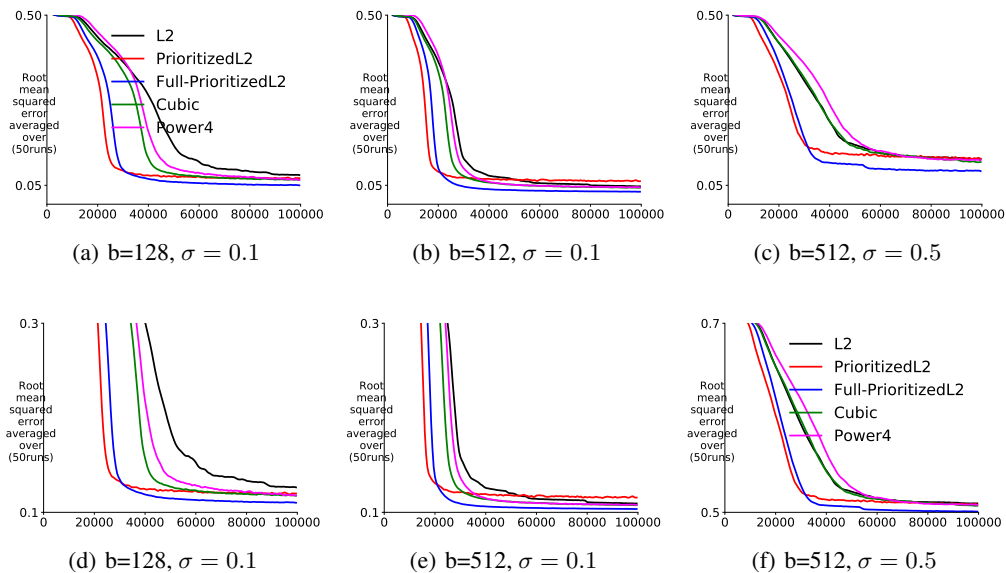 0.50
0.05
Root
mean
squared
error
averaged
over
(50runs)
L2
PrioritizedL2
Full-PrioritizedL2
Cubic
Power4
0 20000 40000 60000 80000 100000
(a) b=128, σ = 0.1
0.50
0.05
Root
mean
squared
error
averaged
over
(50runs)
0 20000 40000 60000 80000 100000
(b) b=512, σ = 0.1
0.50
0.05
Root
mean
squared
error
averaged
over
(50runs)
0 20000 40000 60000 80000 100000
(c) b=512, σ = 0.5
0.3
0.1
Root
mean
squared
error
averaged
over
(50runs)
0 20000 40000 60000 80000 100000
(d) b=128, σ = 0.1
0.3
0.1
Root
mean
squared
error
averaged
over
(50runs)
0 20000 40000 60000 80000 100000
(e) b=512, σ = 0.1
0.7
0.5
Root
mean
squared
error
averaged
over
(50runs)
L2
PrioritizedL2
Full-PrioritizedL2
Cubic
Power4
0 20000 40000 60000 80000 100000
(f) b=512, σ = 0.5